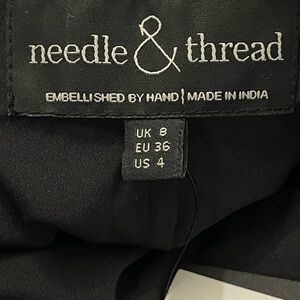 needle & thread
EMBELLISHED BY HAND | MADE IN INDIA
UK 8
EU 36
US 4